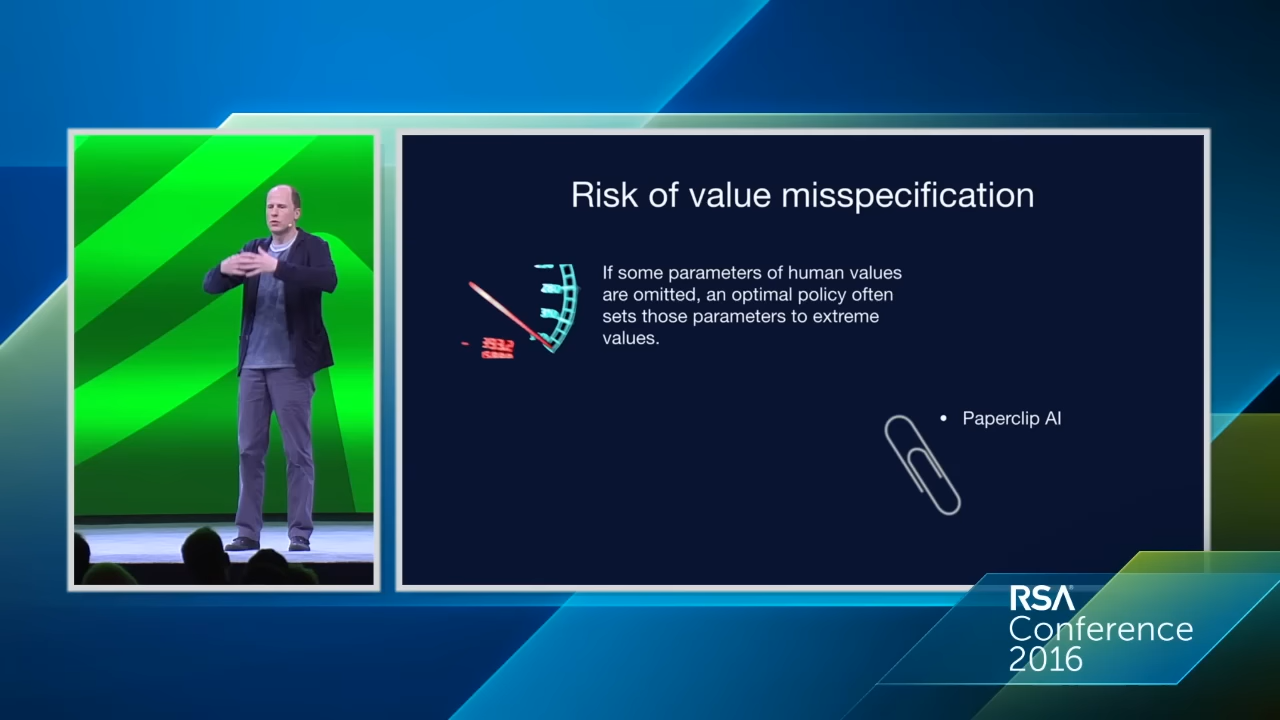 Risk of value misspecification
If some parameters of human values
are omitted, an optimal policy often
sets those parameters to extreme
values.
• Paperclip AI
RSA
Conference
2016